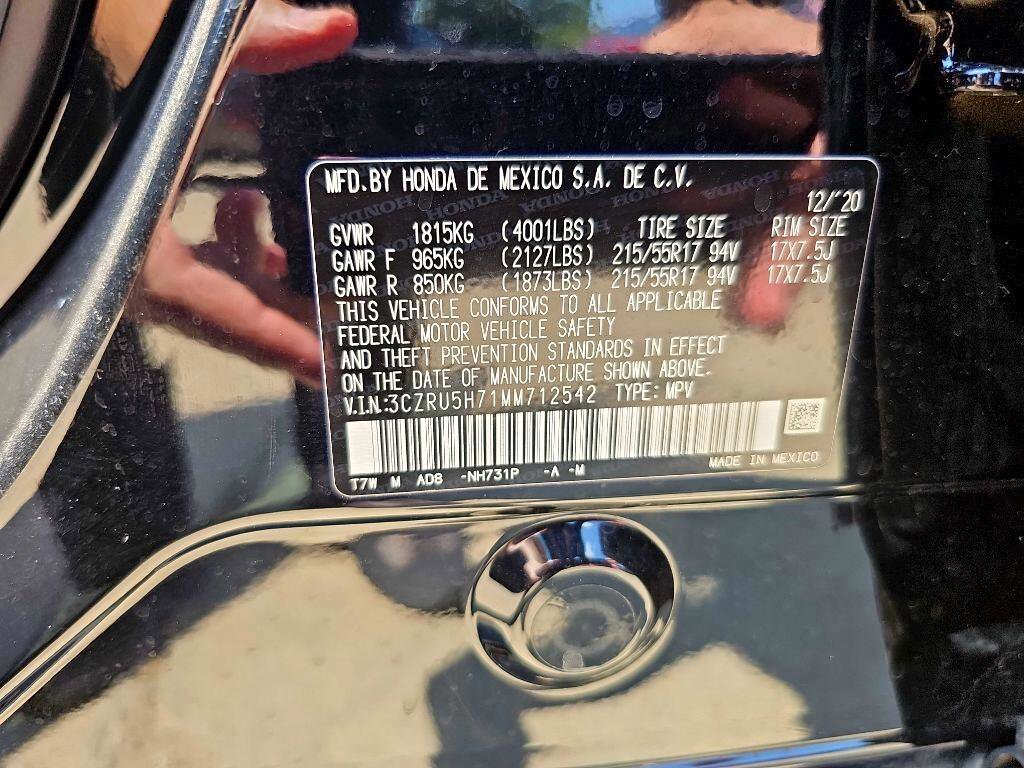 MFD.BY HONDA DE MEXICO S.A. DE C.V.
12/'20
GVWR 1815KG (4001LBS) TIRE SIZE RIM SIZE
GAWR F 965KG (2127LBS) 215/55R17 94V 17X7.5J
GAWR R 850KG (1873LBS) 215/55R17 94V 17X7.5J
THIS VEHICLE CONFORMS TO ALL APPLICABLE
FEDERAL MOTOR VEHICLE SAFETY
AND THEFT PREVENTION STANDARDS IN EFFECT
ON THE DATE OF MANUFACTURE SHOWN ABOVE.
V.I.N:3CZRU5H71MM712542 TYPE: MPV
T7W M AD8 -NH731P -A -M MADE IN MEXICO